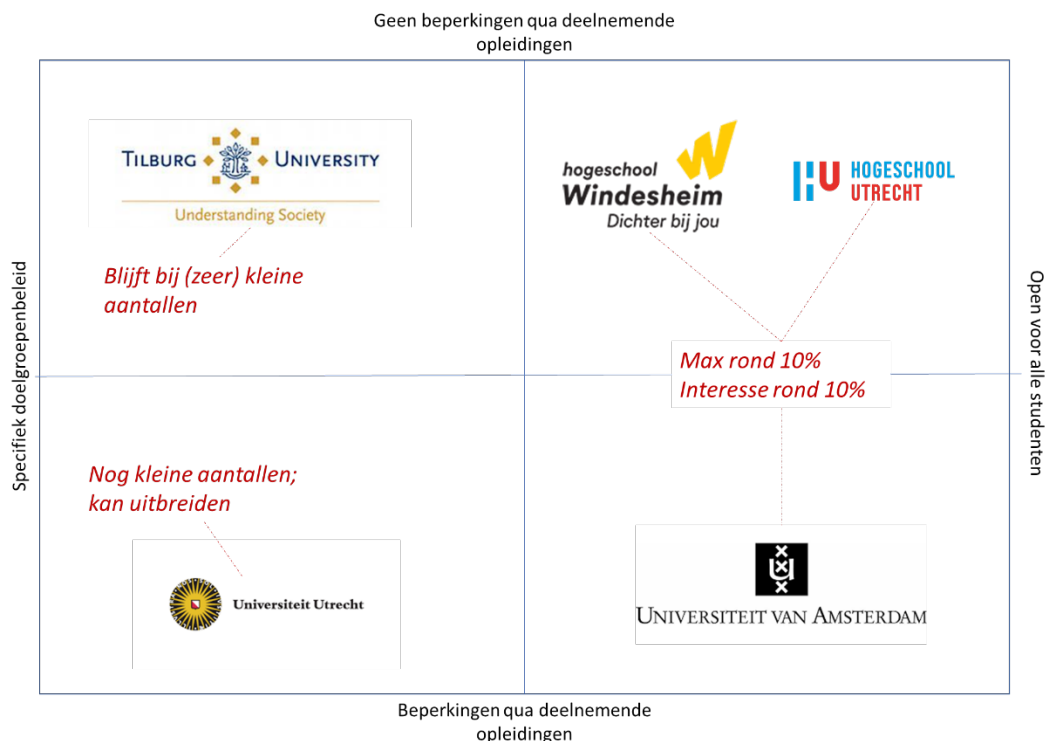 Geen beperkingen qua deelnemende
opleidingen
TILBURG UNIVERSITY
Understanding Society
hogeschool
Windesheim
Dichter bij jou
HU HOGESCHOOL
UTRECHT
Blijft bij (zeer) kleine
aantallen
Specifiek doelgroepenbeleid
Open voor alle studenten
Max rond 10%
Interesse rond 10%
Nog kleine aantallen;
kan uitbreiden
Universiteit Utrecht
UNIVERSITEIT VAN AMSTERDAM
Beperkingen qua deelnemende
opleidingen